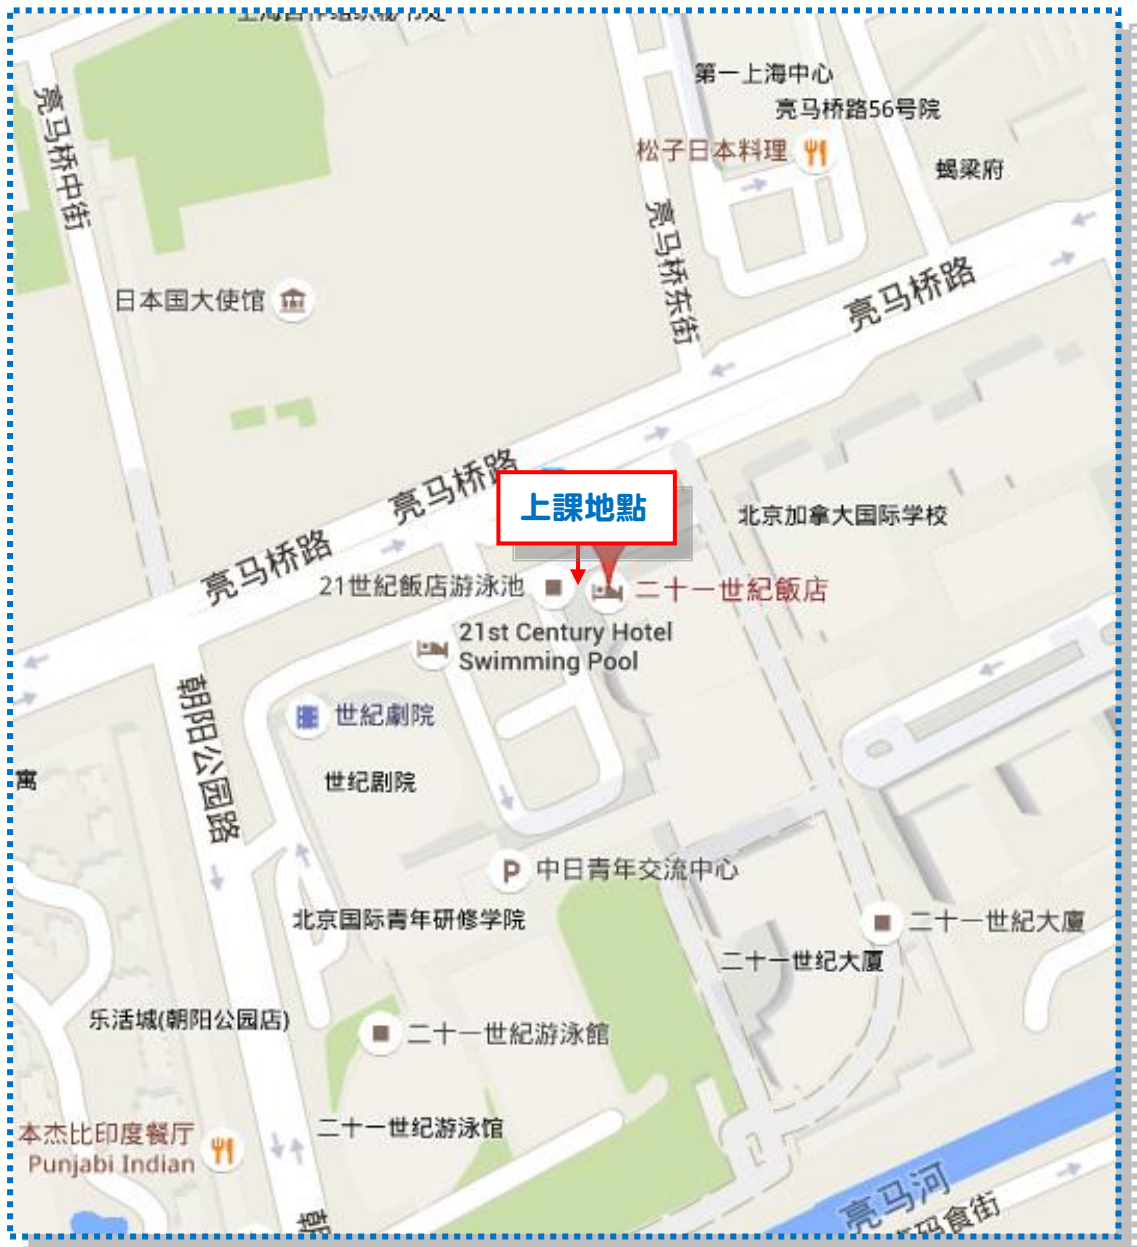 亮马桥中街
第一上海中心
亮马桥路56号院
松子日本料理
蝎梁府
亮马桥东街
日本国大使馆
亮马桥路
亮马桥路
亮马桥路
上課地點
北京加拿大国际学校
21世紀飯店游泳池
二十一世紀飯店
21st Century Hotel
Swimming Pool
朝阳公园路
世紀劇院
世纪剧院
寓
P
中日青年交流中心
北京国际青年研修学院
二十一世紀大廈
二十一世纪大厦
乐活城(朝阳公园店)
二十一世紀游泳館
二十一世纪游泳馆
本杰比印度餐厅
Punjabi Indian
亮马河
朝
食街